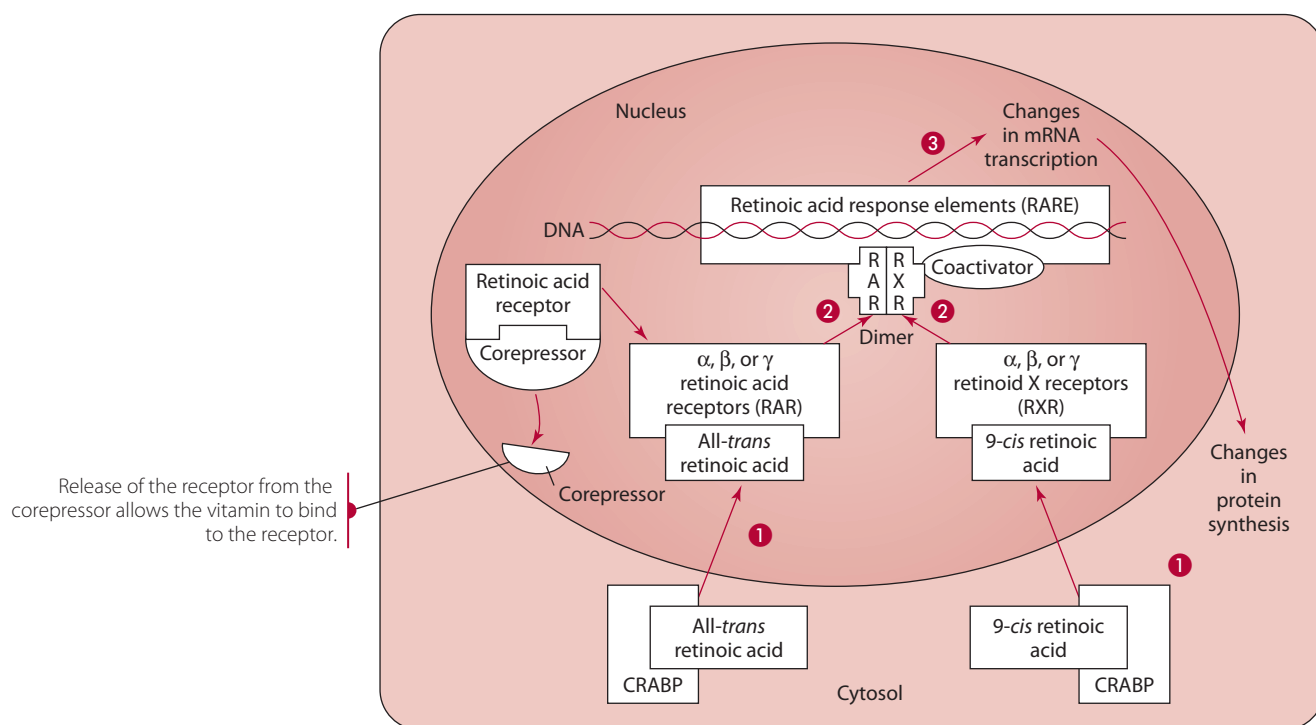 Nucleus
Changes
in mRNA
transcription
3
Retinoic acid response elements (RARE)
DNA
R R
A X
R R
Coactivator
Retinoic acid
receptor
Corepressor
2
2
Dimer
α, β, or γ
retinoic acid
receptors (RAR)
All-trans
retinoic acid
α, β, or γ
retinoid X receptors
(RXR)
9-cis retinoic
acid
Changes
in
protein
synthesis
Corepressor
Release of the receptor from the
corepressor allows the vitamin to bind
to the receptor.
1
1
All-trans
retinoic acid
CRABP
9-cis retinoic
acid
CRABP
Cytosol